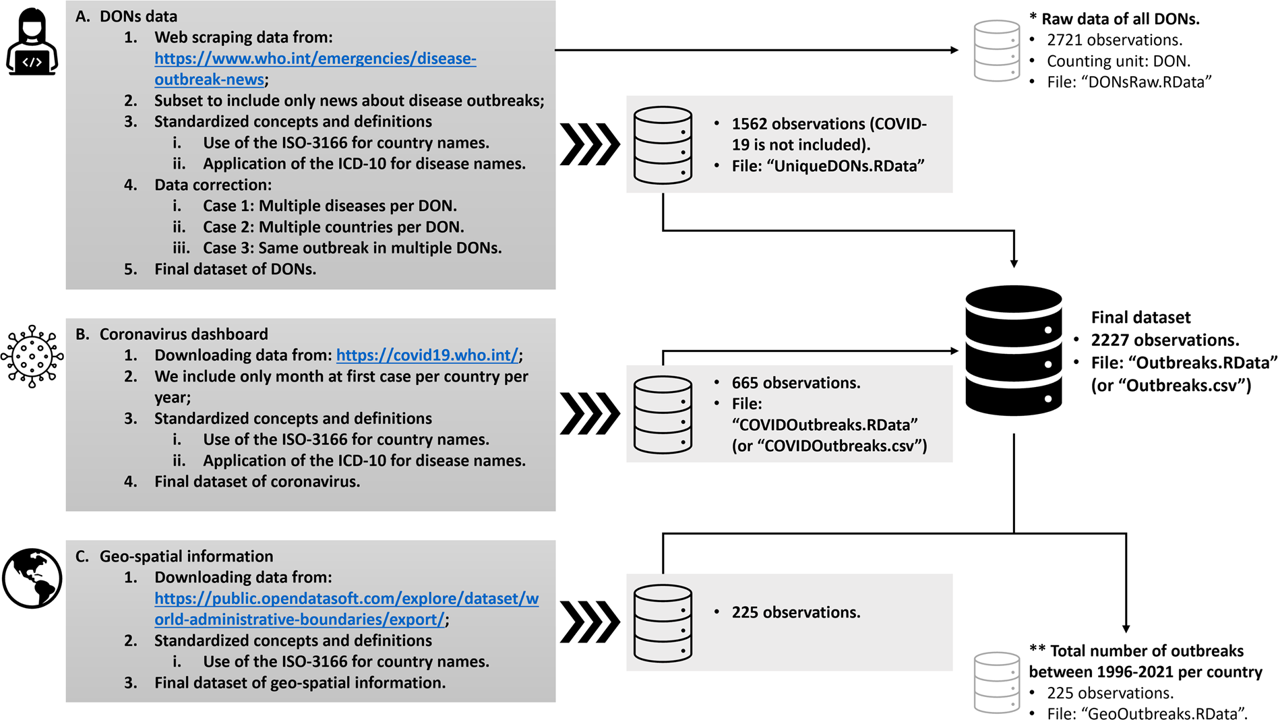 A. DONs data
1. Web scraping data from:
https://www.who.int/emergencies/disease-
outbreak-news;
2. Subset to include only news about disease outbreaks;
3. Standardized concepts and definitions
i. Use of the ISO-3166 for country names.
ii. Application of the ICD-10 for disease names.
4. Data correction:
i. Case 1: Multiple diseases per DON.
ii. Case 2: Multiple countries per DON.
iii. Case 3: Same outbreak in multiple DONs.
5. Final dataset of DONs.
* Raw data of all DONs.
• 2721 observations.
• Counting unit: DON.
• File: “DONsRaw.RData”
• 1562 observations (COVID-
19 is not included).
• File: “UniqueDONs.RData”
B. Coronavirus dashboard
1. Downloading data from: https://covid19.who.int/;
2. We include only month at first case per country per
year;
3. Standardized concepts and definitions
i. Use of the ISO-3166 for country names.
ii. Application of the ICD-10 for disease names.
4. Final dataset of coronavirus.
• 665 observations.
• File:
“COVIDOutbreaks.RData”
(or “COVIDOutbreaks.csv”)
Final dataset
• 2227 observations.
• File: “Outbreaks.RData”
(or “Outbreaks.csv”)
C. Geo-spatial information
1. Downloading data from:
https://public.opendatasoft.com/explore/dataset/w
orld-administrative-boundaries/export/;
2. Standardized concepts and definitions
i. Use of the ISO-3166 for country names.
3. Final dataset of geo-spatial information.
• 225 observations.
** Total number of outbreaks
between 1996-2021 per country
• 225 observations.
• File: “GeoOutbreaks.RData”.